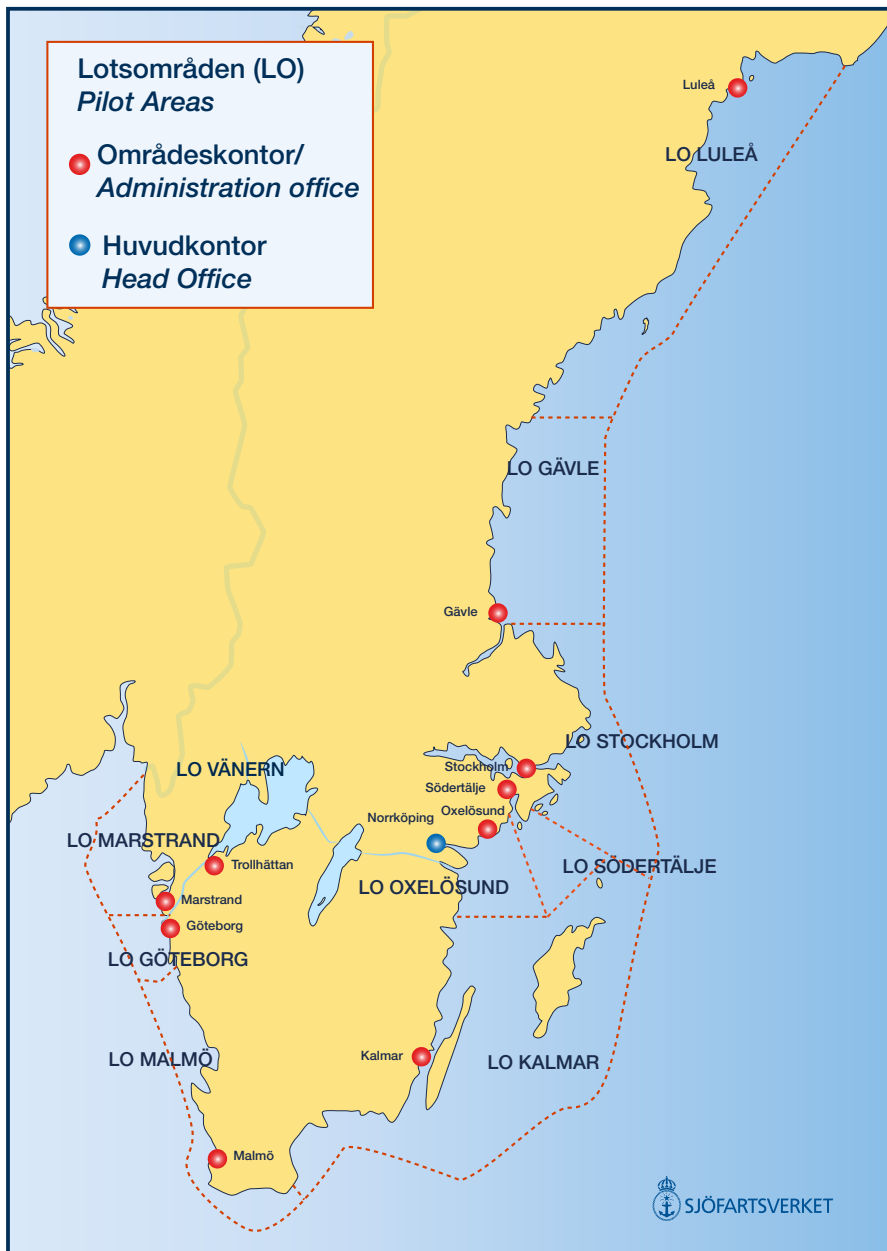 Lotsområden (LO)
Pilot Areas
Områdeskontor/
Administration office
Huvudkontor
Head Office
Luleå
LO LULEÅ
LO GÄVLE
Gävle
LO STOCKHOLM
LO VÄNERN
Stockholm
Södertälje
Oxelösund
Norrköping
LO MARSTRAND
Trollhättan
LO SÖDERTÄLJE
LO OXELÖSUND
Marstrand
Göteborg
LO GÖTEBORG
LO MALMÖ
Kalmar
LO KALMAR
Malmö
SJÖFARTSVERKET